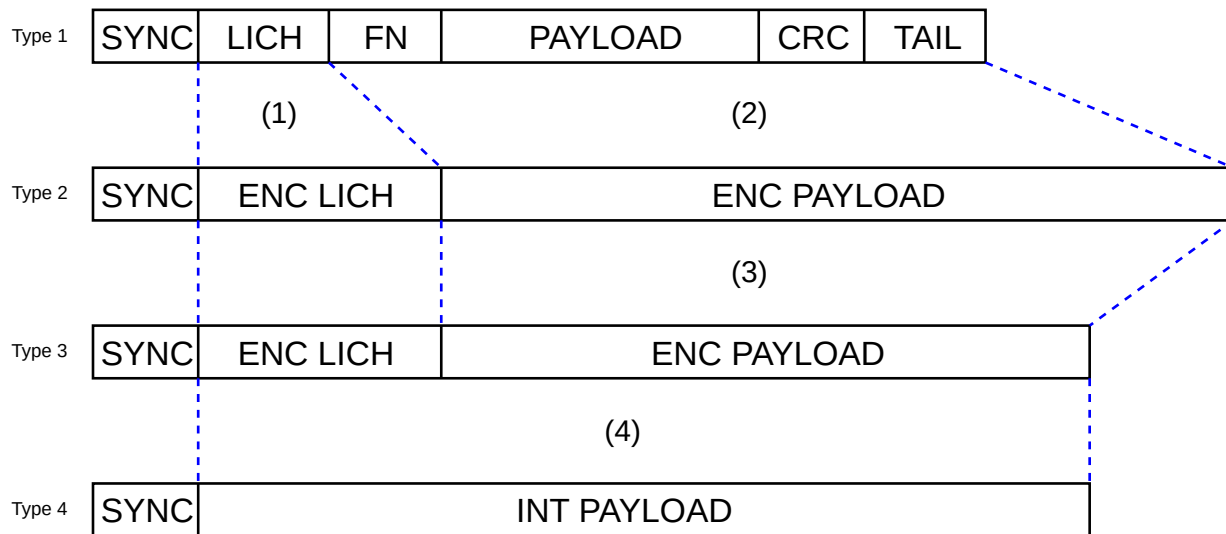 Type 1 SYNC LICH FN PAYLOAD CRC TAIL
(1) (2)
Type 2 SYNC ENC LICH ENC PAYLOAD
(3)
Type 3 SYNC ENC LICH ENC PAYLOAD
(4)
Type 4 SYNC INT PAYLOAD